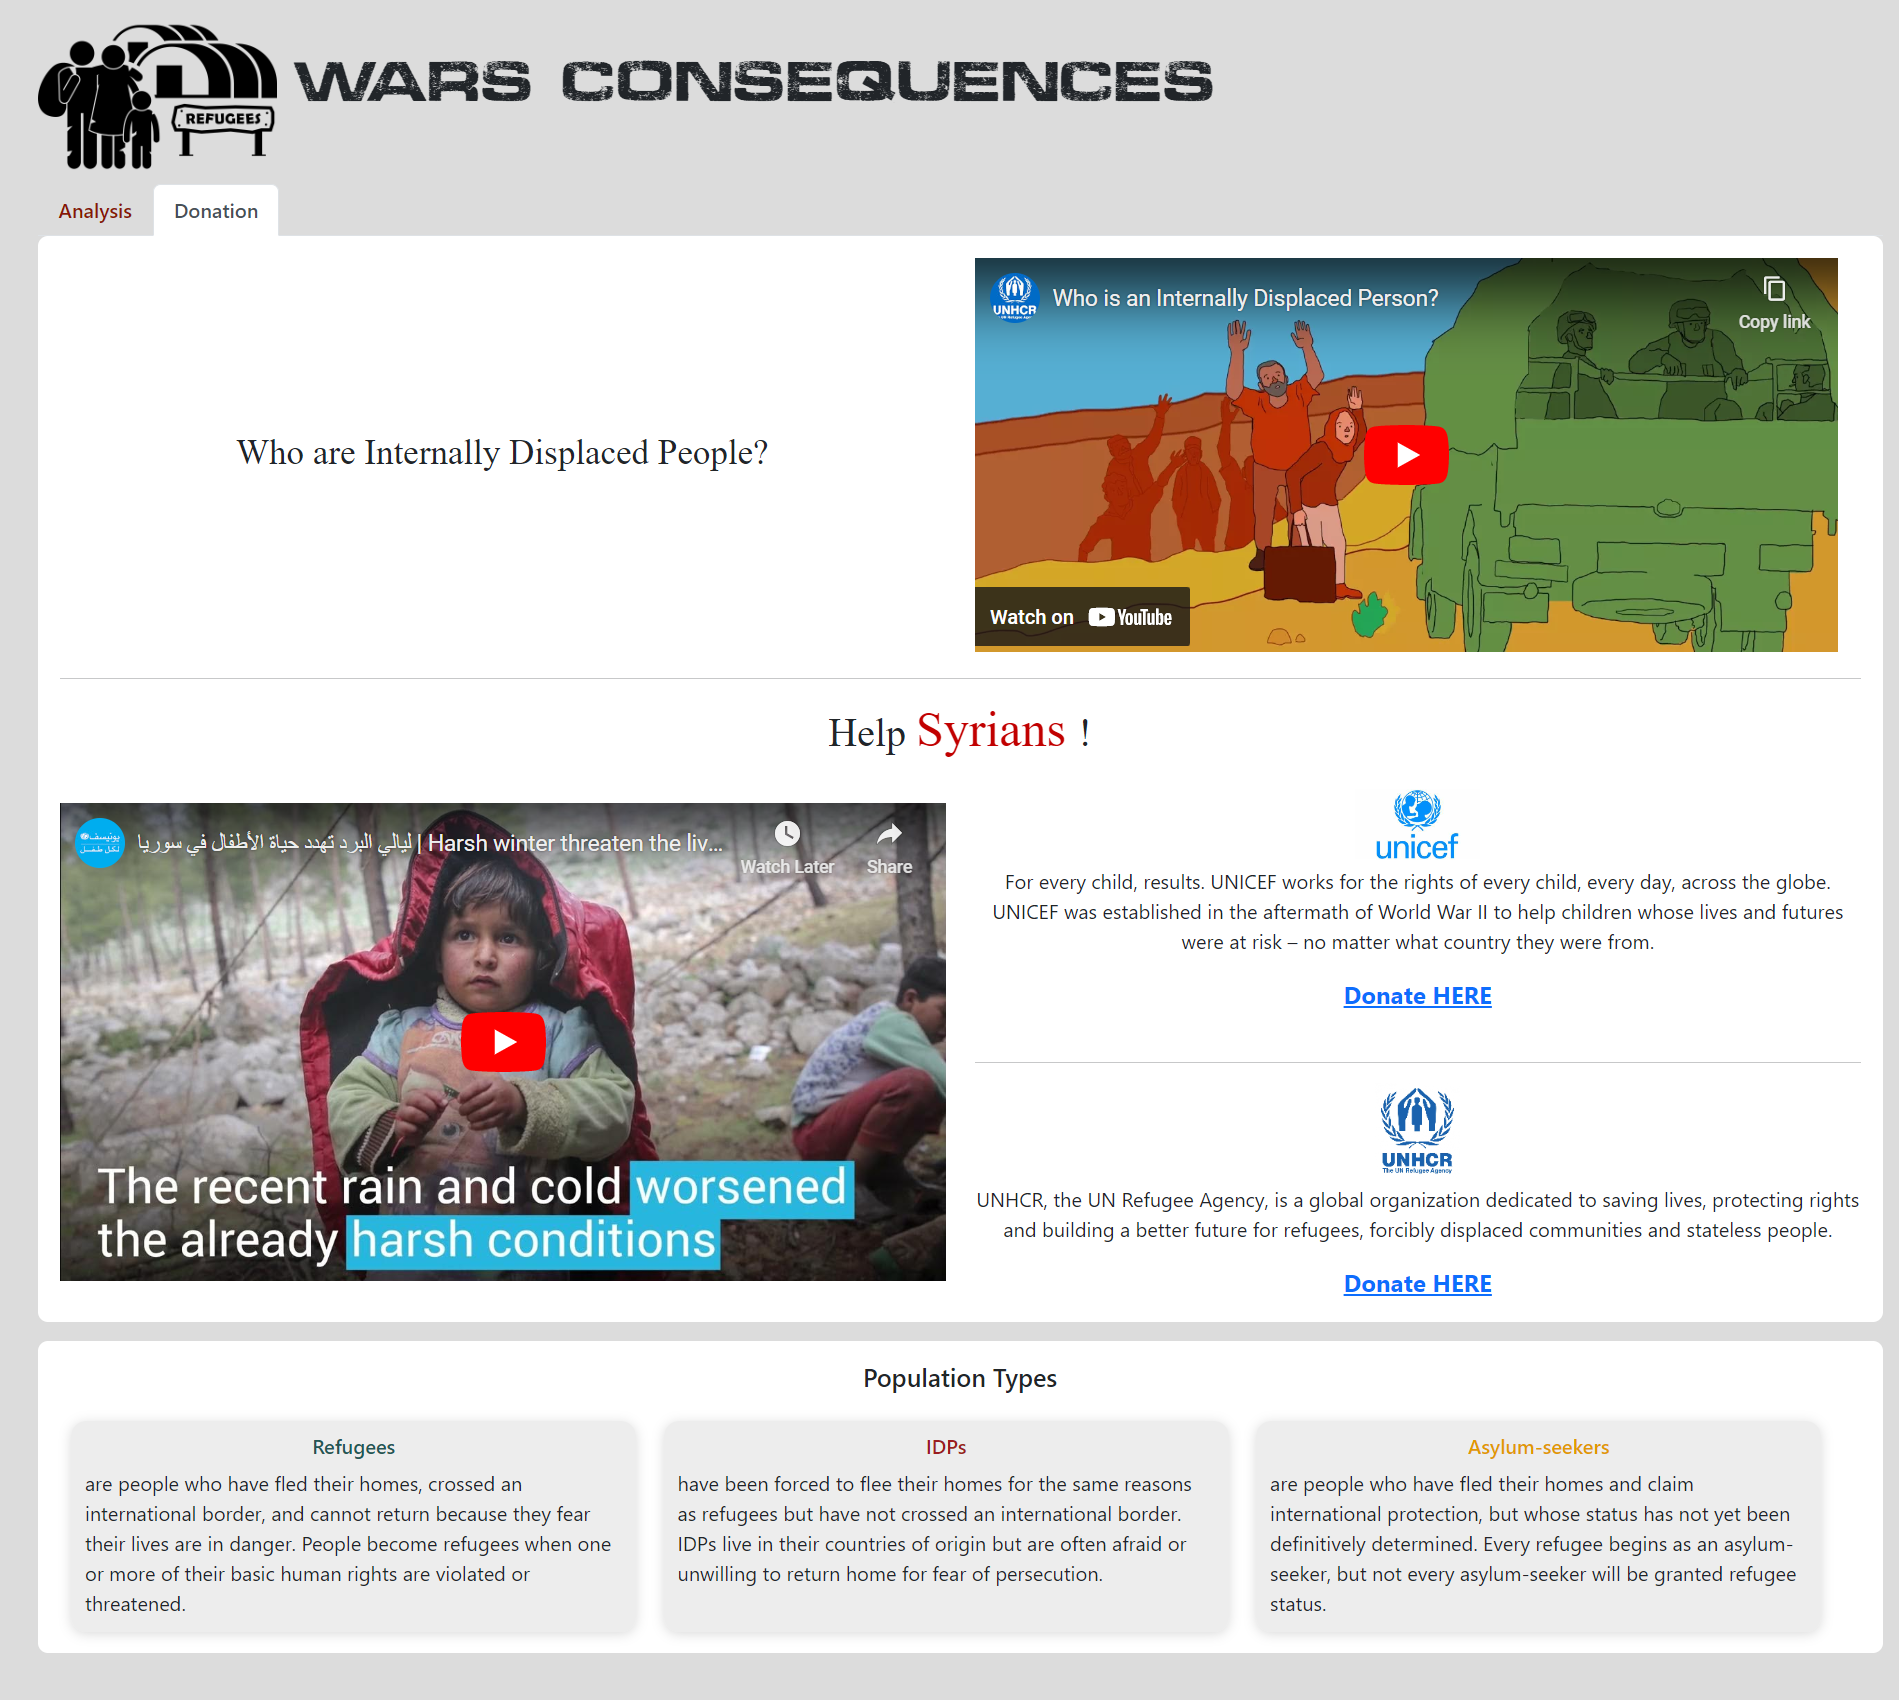 REFUGEES
WARS CONSEQUENCES
Analysis
Donation
Who are Internally Displaced People?
UNHCR
Who is an Internally Displaced Person?
Copy link
Watch on YouTube
Help Syrians !
يونيسف
لكل طفل
ليالي البرد تهدد حياة الأطفال في سوريا | Harsh winter threaten the liv...
Watch Later
Share
The recent rain and cold worsened
the already harsh conditions
unicef
For every child, results. UNICEF works for the rights of every child, every day, across the globe.
UNICEF was established in the aftermath of World War II to help children whose lives and futures
were at risk – no matter what country they were from.
Donate HERE
UNHCR
The UN Refugee Agency
UNHCR, the UN Refugee Agency, is a global organization dedicated to saving lives, protecting rights
and building a better future for refugees, forcibly displaced communities and stateless people.
Donate HERE
Population Types
Refugees
are people who have fled their homes, crossed an
international border, and cannot return because they fear
their lives are in danger. People become refugees when one
or more of their basic human rights are violated or
threatened.
IDPs
have been forced to flee their homes for the same reasons
as refugees but have not crossed an international border.
IDPs live in their countries of origin but are often afraid or
unwilling to return home for fear of persecution.
Asylum-seekers
are people who have fled their homes and claim
international protection, but whose status has not yet been
definitively determined. Every refugee begins as an asylum-
seeker, but not every asylum-seeker will be granted refugee
status.